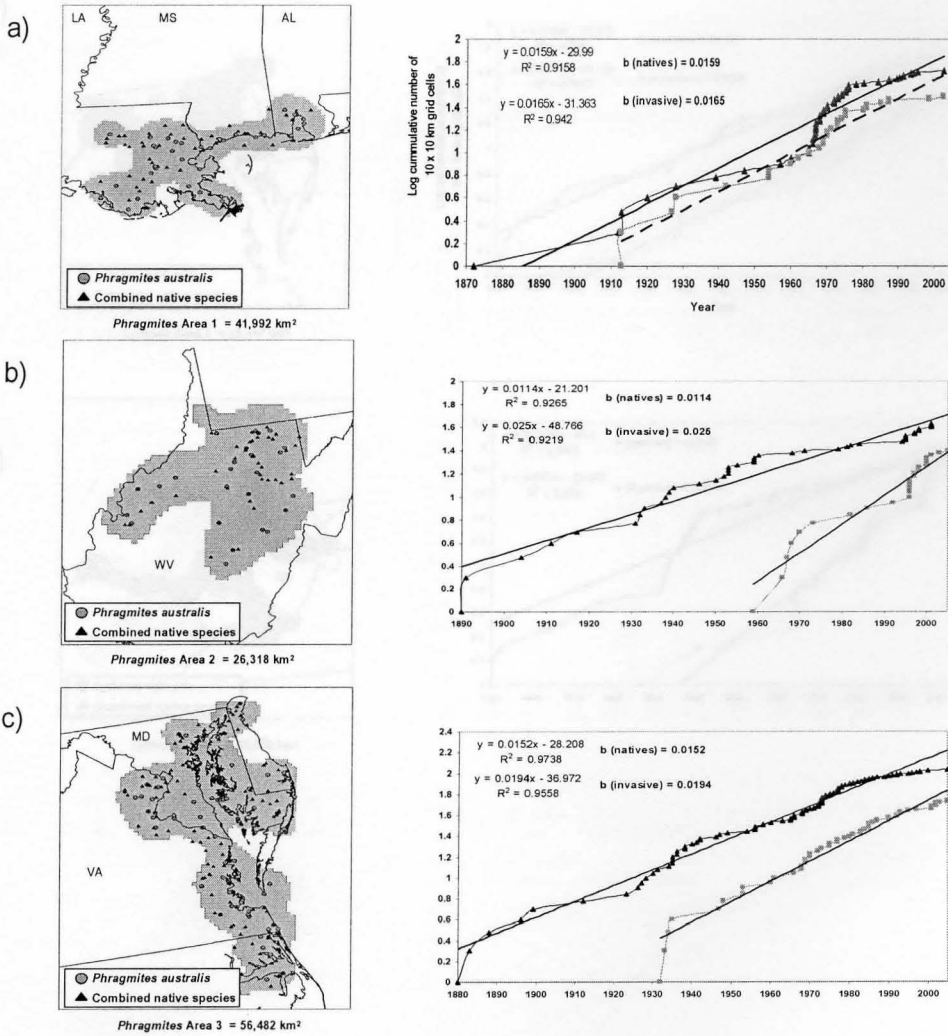 a)
LA
MS
AL
Phragmites australis
Combined native species
Phragmites Area 1 = 41,992 km²
Log cummulative number of
10 x 10 km grid cells
2
1.8
1.6
1.4
1.2
1
0.8
0.6
0.4
0.2
0
y = 0.0159x - 29.99
R² = 0.9158
b (natives) = 0.0159
y = 0.0165x - 31.363
R² = 0.942
b (invasive) = 0.0165
1870 1880 1890 1900 1910 1920 1930 1940 1950 1960 1970 1980 1990 2000
Year
b)
WV
Phragmites australis
Combined native species
Phragmites Area 2 = 26,318 km²
2
1.8
1.6
1.4
1.2
1
0.8
0.6
0.4
0.2
0
y = 0.0114x - 21.201
R² = 0.9265
b (natives) = 0.0114
y = 0.025x - 48.766
R² = 0.9219
b (invasive) = 0.025
1890 1900 1910 1920 1930 1940 1950 1960 1970 1980 1990 2000
c)
MD
VA
Phragmites australis
Combined native species
Phragmites Area 3 = 56,482 km²
2.4
2.2
2
1.8
1.6
1.4
1.2
1
0.8
0.6
0.4
0.2
0
y = 0.0152x - 28.208
R² = 0.9738
b (natives) = 0.0152
y = 0.0194x - 36.972
R² = 0.9558
b (invasive) = 0.0194
1880 1890 1900 1910 1920 1930 1940 1950 1960 1970 1980 1990 2000